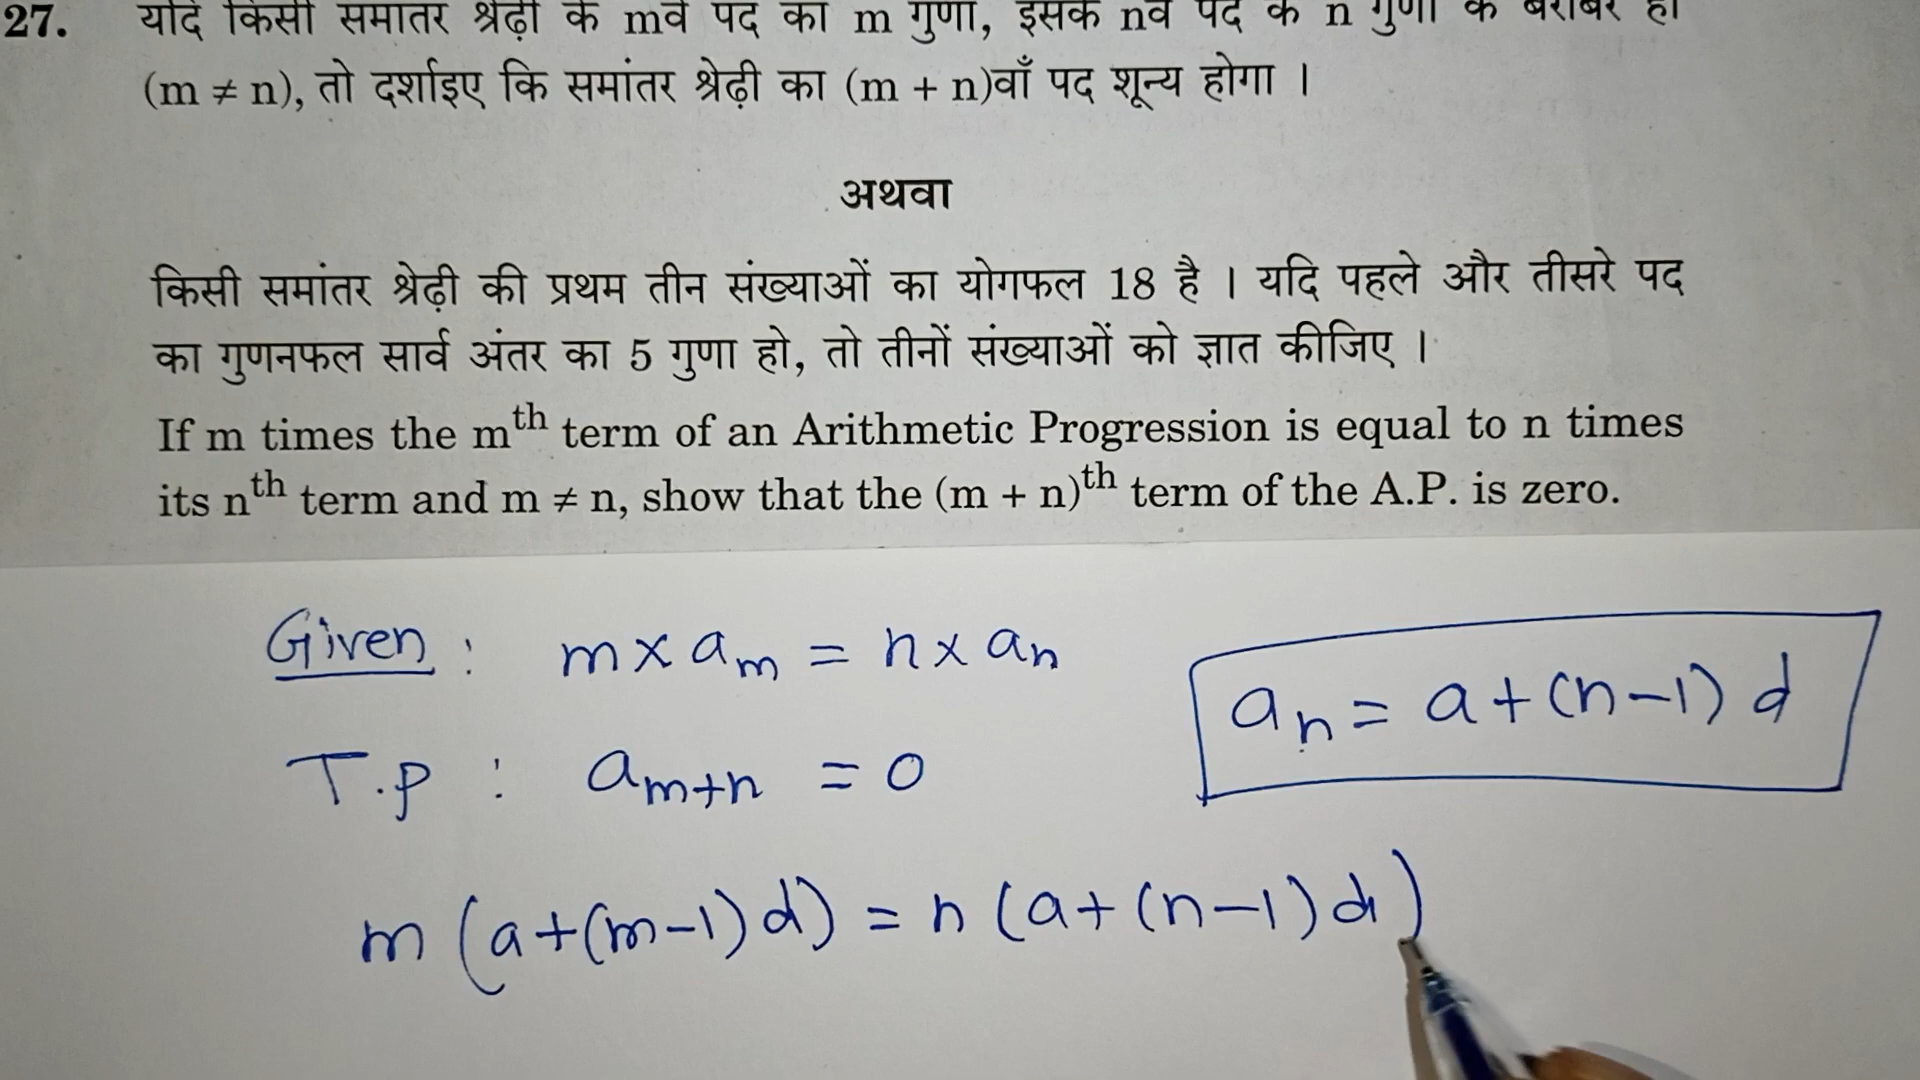 27. यदि किसी समांतर श्रेढ़ी के mवें पद का m गुणा, इसके nवें पद के n गुणा के बराबर हो
(m ≠ n), तो दर्शाइए कि समांतर श्रेढ़ी का (m + n)वाँ पद शून्य होगा ।
अथवा
किसी समांतर श्रेढ़ी की प्रथम तीन संख्याओं का योगफल 18 है । यदि पहले और तीसरे पद
का गुणनफल सार्व अंतर का 5 गुणा हो, तो तीनों संख्याओं को ज्ञात कीजिए ।
If m times the mth term of an Arithmetic Progression is equal to n times
its nth term and m ≠ n, show that the (m + n)th term of the A.P. is zero.
Given : m × am = n × an
an = a + (n-1) d
T.P : am+n = 0
m (a+(m-1) d) = n (a+(n-1) d)